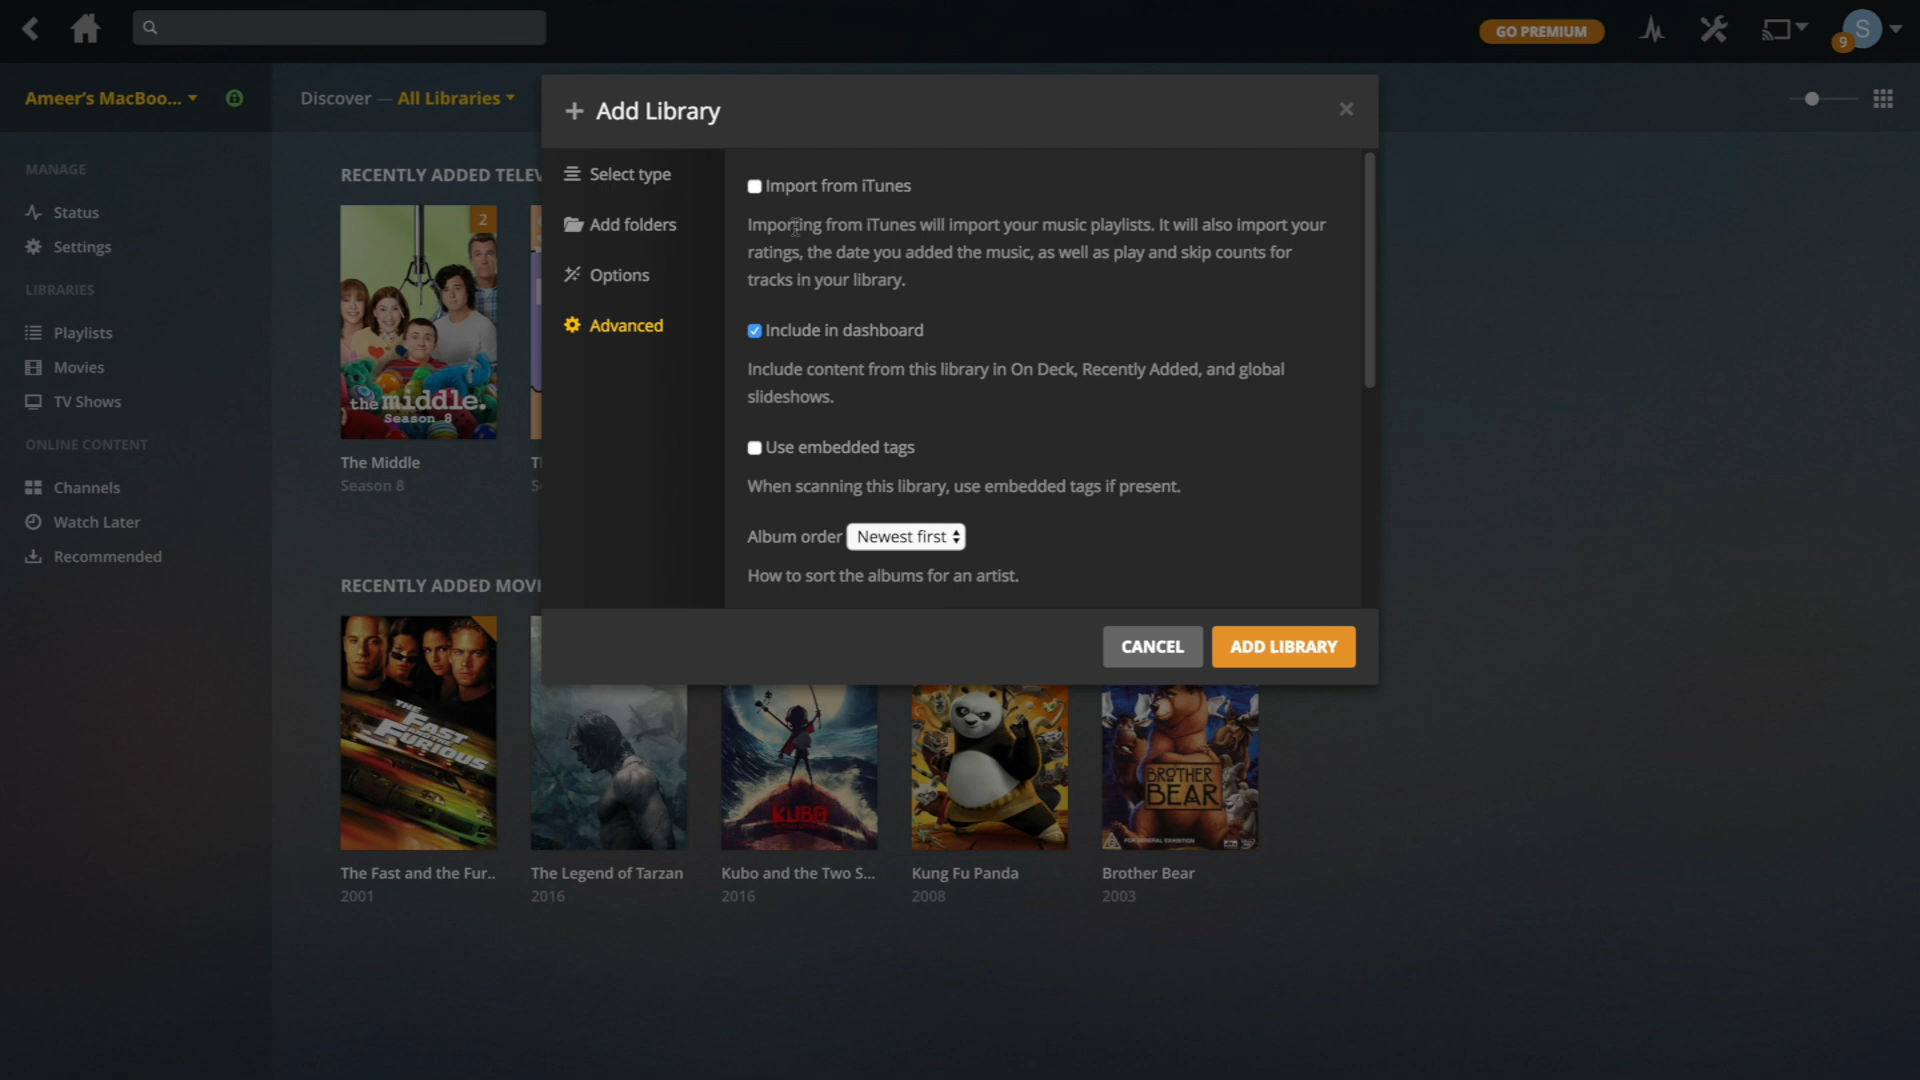 GO PREMIUM
S
9
Ameer's MacBoo...
Discover — All Libraries
+ Add Library
×
MANAGE
Status
Settings
LIBRARIES
Playlists
Movies
TV Shows
ONLINE CONTENT
Channels
Watch Later
Recommended
Select type
Add folders
Options
Advanced
Import from iTunes
Importing from iTunes will import your music playlists. It will also import your
ratings, the date you added the music, as well as play and skip counts for
tracks in your library.
Include in dashboard
Include content from this library in On Deck, Recently Added, and global
slideshows.
Use embedded tags
When scanning this library, use embedded tags if present.
Album order Newest first
How to sort the albums for an artist.
CANCEL
ADD LIBRARY
RECENTLY ADDED TELEV
2
the middle.
Season 8
The Middle
Season 8
RECENTLY ADDED MOVI
THE
FAST
AND THE
FURIOUS
KUBO
BROTHER
BEAR
FOR GENERAL EXHIBITION
The Fast and the Fur..
2001
The Legend of Tarzan
2016
Kubo and the Two S...
2016
Kung Fu Panda
2008
Brother Bear
2003